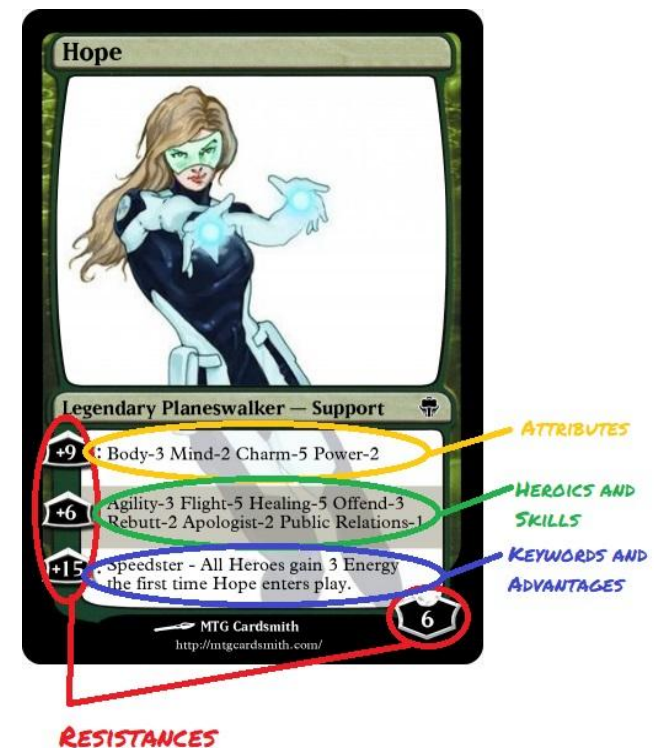 Hope
Legendary Planeswalker — Support
+9 : Body-3 Mind-2 Charm-5 Power-2
ATTRIBUTES
+6 Agility-3 Flight-5 Healing-5 Offend-3
Rebutt-2 Apologist-2 Public Relations-1
HEROICS AND
SKILLS
+15 : Speedster - All Heroes gain 3 Energy
the first time Hope enters play.
KEYWORDS AND
ADVANTAGES
MTG Cardsmith
http://mtgcardsmith.com/
6
RESISTANCES